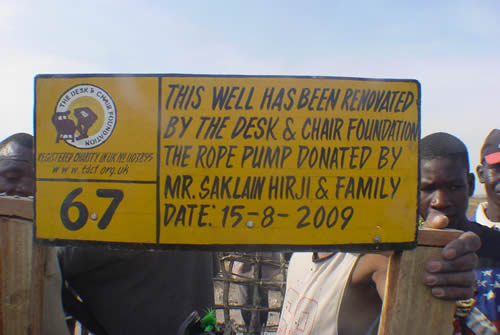 THE DESK & CHAIR FOUNDATION
REGISTERED CHARITY IN UK NO. 1103195
www.tdcf.org.uk
67
THIS WELL HAS BEEN RENOVATED
BY THE DESK & CHAIR FOUNDATION
THE ROPE PUMP DONATED BY
MR. SAKLAIN HIRJI & FAMILY
DATE: 15-8-2009